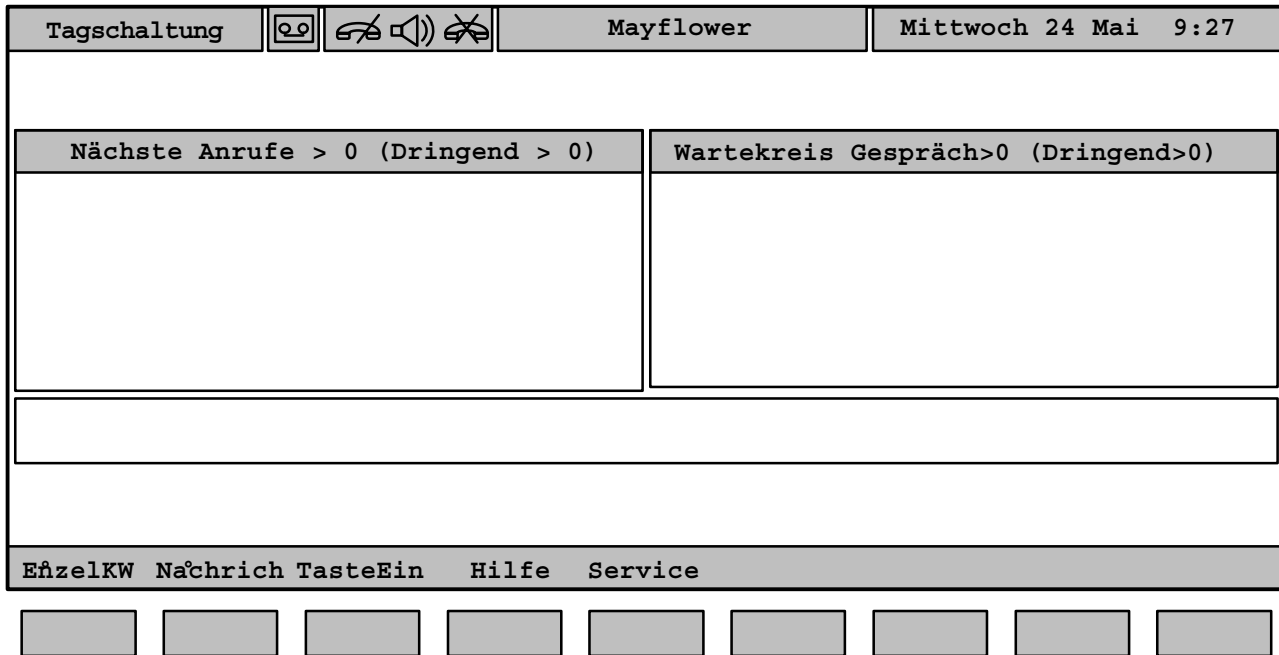 Tagschaltung Mayflower Mittwoch 24 Mai 9:27
Nächste Anrufe > 0 (Dringend > 0) Wartekreis Gespräch>0 (Dringend>0)
EinzelKW Nachrich TasteEin Hilfe Service